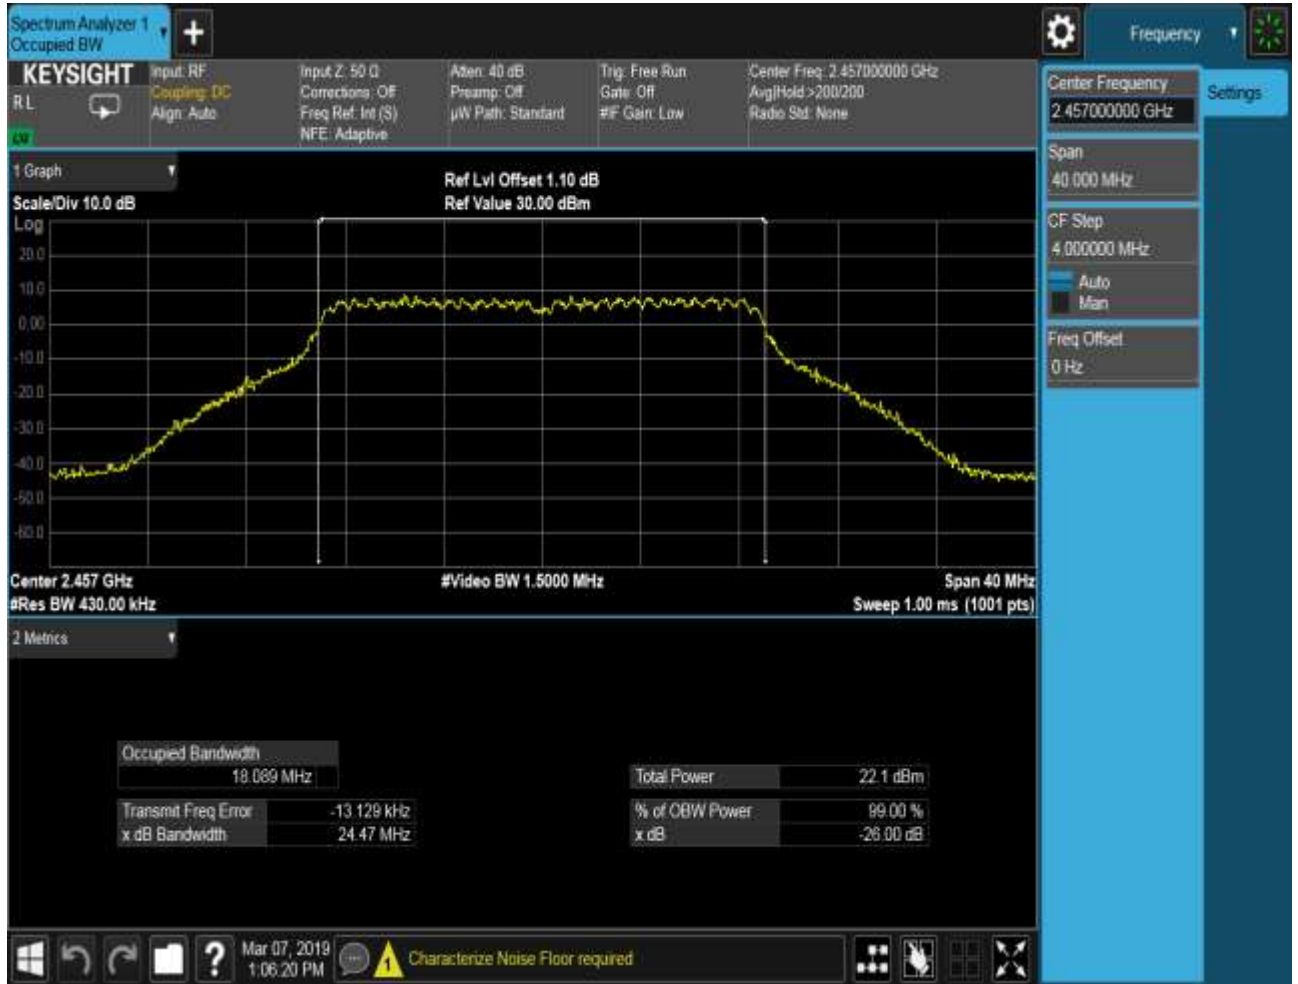 Spectrum Analyzer 1
Occupied BW
+
Frequency
KEYSIGHT
RL
Input: RF
Coupling: DC
Align: Auto
Input Z: 50 Ω
Corrections: Off
Freq Ref: Int (S)
NFE: Adaptive
Atten: 40 dB
Preamp: Off
µW Path: Standard
Trig: Free Run
Gate: Off
#IF Gain: Low
Center Freq: 2.457000000 GHz
Avg|Hold:>200/200
Radio Std: None
Center Frequency
2.457000000 GHz
Settings
Span
40.000 MHz
CF Step
4.000000 MHz
Auto
Man
Freq Offset
0 Hz
1 Graph
Scale/Div 10.0 dB
Ref Lvl Offset 1.10 dB
Ref Value 30.00 dBm
Log
20.0
10.0
0.00
-10.0
-20.0
-30.0
-40.0
-50.0
-60.0
Center 2.457 GHz
#Res BW 430.00 kHz
#Video BW 1.5000 MHz
Span 40 MHz
Sweep 1.00 ms (1001 pts)
2 Metrics
Occupied Bandwidth
18.089 MHz
Transmit Freq Error -13.129 kHz
x dB Bandwidth 24.47 MHz
Total Power 22.1 dBm
% of OBW Power 99.00 %
x dB -26.00 dB
?
Mar 07, 2019
1:06:20 PM
1
Characterize Noise Floor required